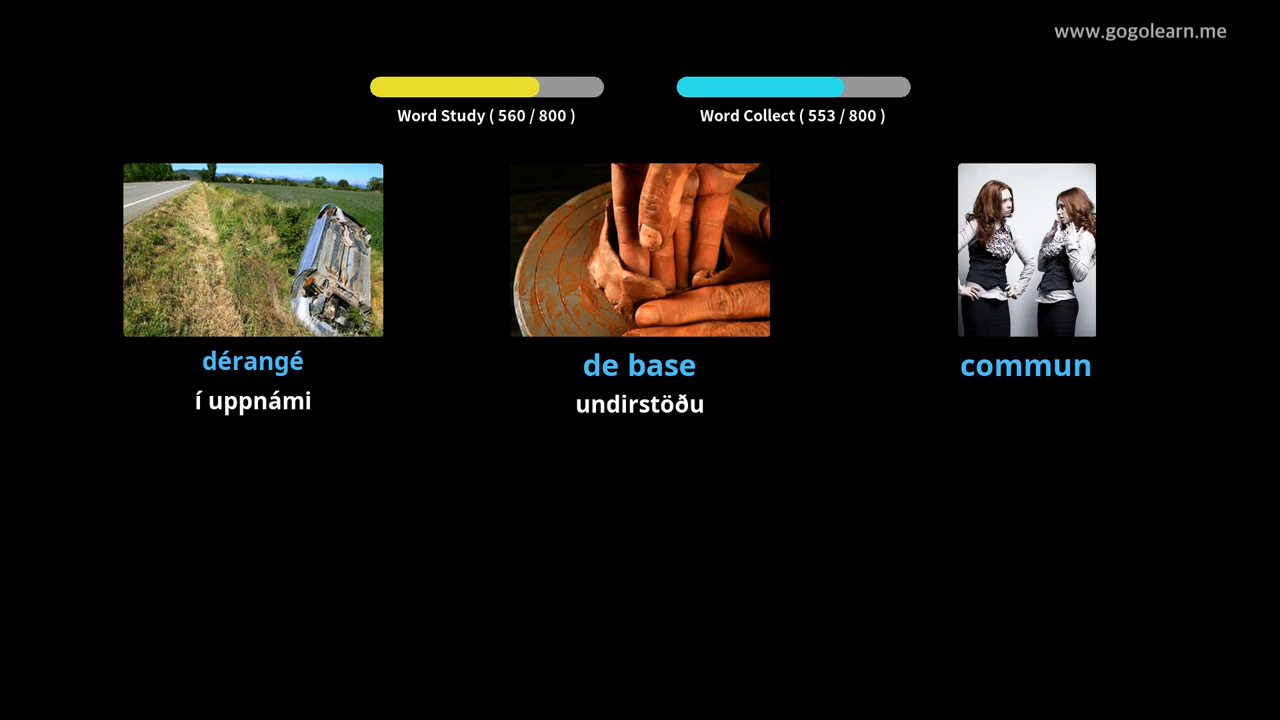 www.gogolearn.me
Word Study ( 560 / 800 )
Word Collect ( 553 / 800 )
dérangé
de base
commun
í uppnámi
undirstöðu